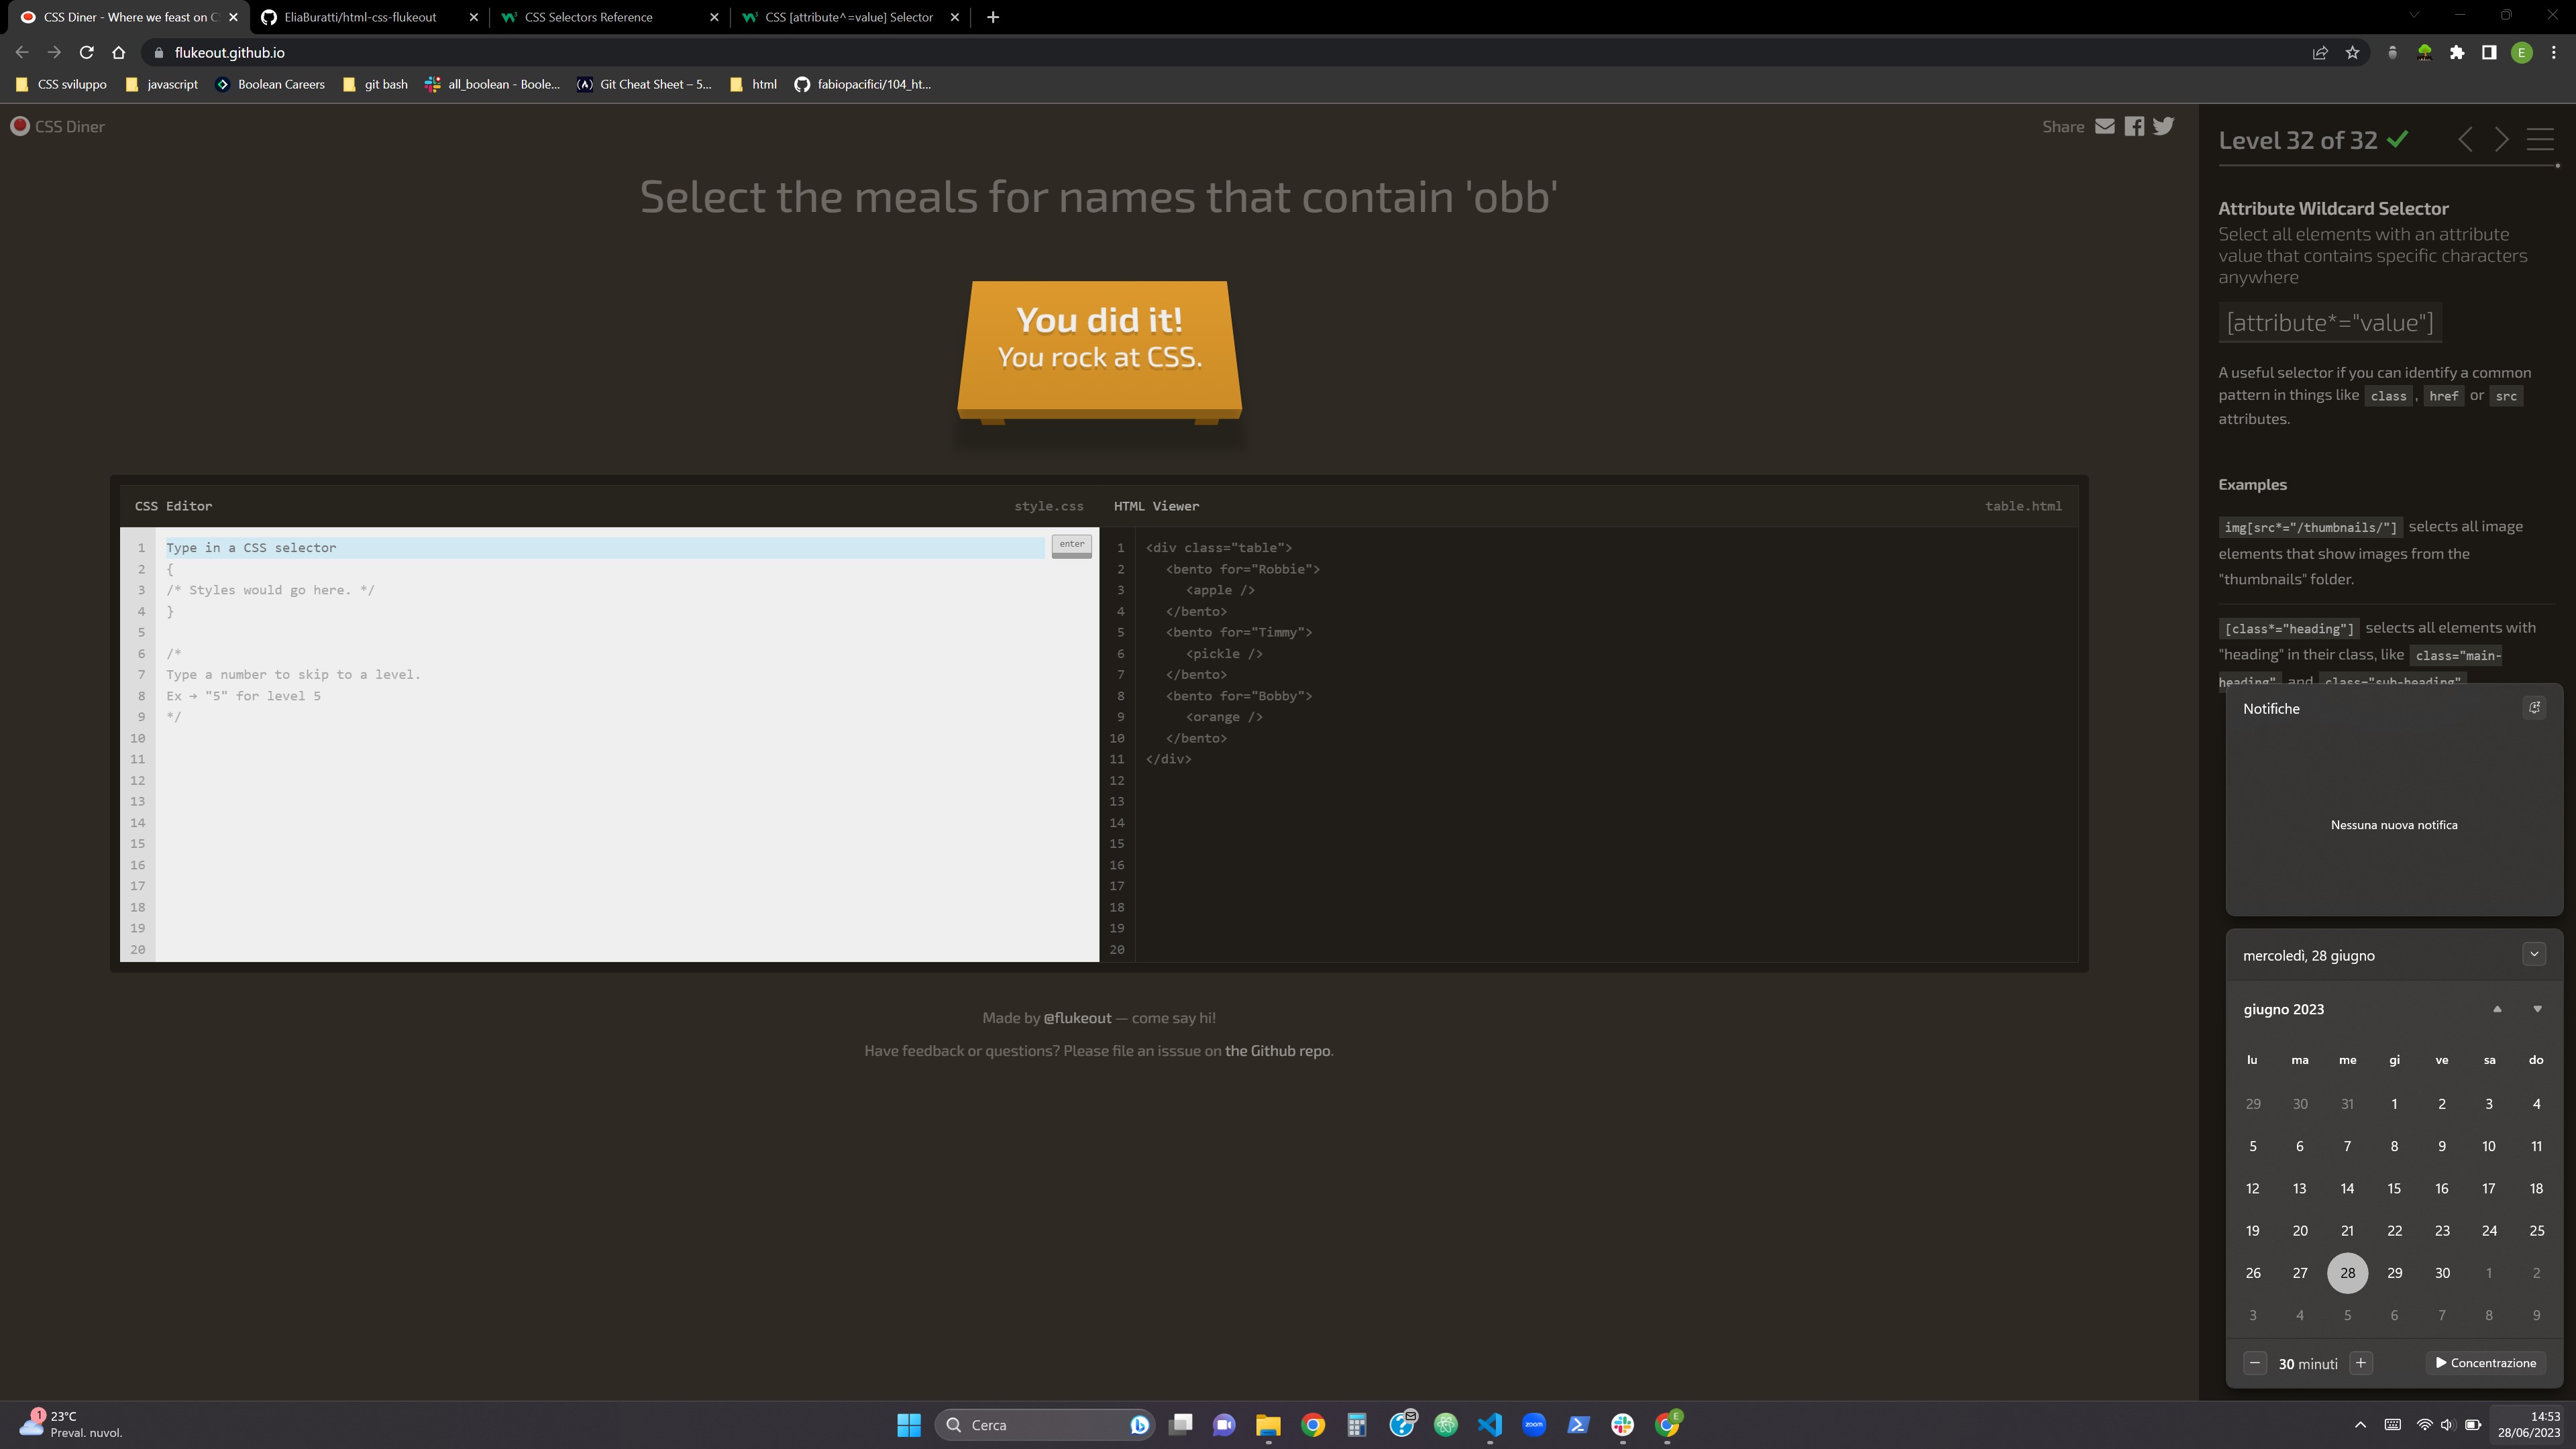 CSS Diner - Where we feast on C
EliaBuratti/html-css-flukeout
CSS Selectors Reference
CSS [attribute^=value] Selector
flukeout.github.io
E
CSS sviluppo
javascript
Boolean Careers
git bash
all_boolean - Boole...
Git Cheat Sheet – 5...
html
fabiopacifici/104_ht...
CSS Diner
Share
Select the meals for names that contain 'obb'
You did it!
You rock at CSS.
CSS Editor style.css
1 Type in a CSS selector enter
2 {
3 /* Styles would go here. */
4 }
5
6 /*
7 Type a number to skip to a level.
8 Ex → "5" for level 5
9 */
10
11
12
13
14
15
16
17
18
19
20
HTML Viewer table.html
1 <div class="table">
2 <bento for="Robbie">
3 <apple />
4 </bento>
5 <bento for="Timmy">
6 <pickle />
7 </bento>
8 <bento for="Bobby">
9 <orange />
10 </bento>
11 </div>
12
13
14
15
16
17
18
19
20
Made by @flukeout — come say hi!
Have feedback or questions? Please file an isssue on the Github repo.
Level 32 of 32
Attribute Wildcard Selector
Select all elements with an attribute
value that contains specific characters
anywhere
[attribute*="value"]
A useful selector if you can identify a common
pattern in things like class , href or src
attributes.
Examples
img[src*="/thumbnails/"] selects all image
elements that show images from the
"thumbnails" folder.
[class*="heading"] selects all elements with
"heading" in their class, like class="main-
heading" and class="sub-heading"
Notifiche
Nessuna nuova notifica
mercoledì, 28 giugno
giugno 2023
lu ma me gi ve sa do
29 30 31 1 2 3 4
5 6 7 8 9 10 11
12 13 14 15 16 17 18
19 20 21 22 23 24 25
26 27 28 29 30 1 2
3 4 5 6 7 8 9
30 minuti
Concentrazione
1
23°C
Preval. nuvol.
Cerca
zoom
E
14:53
28/06/2023